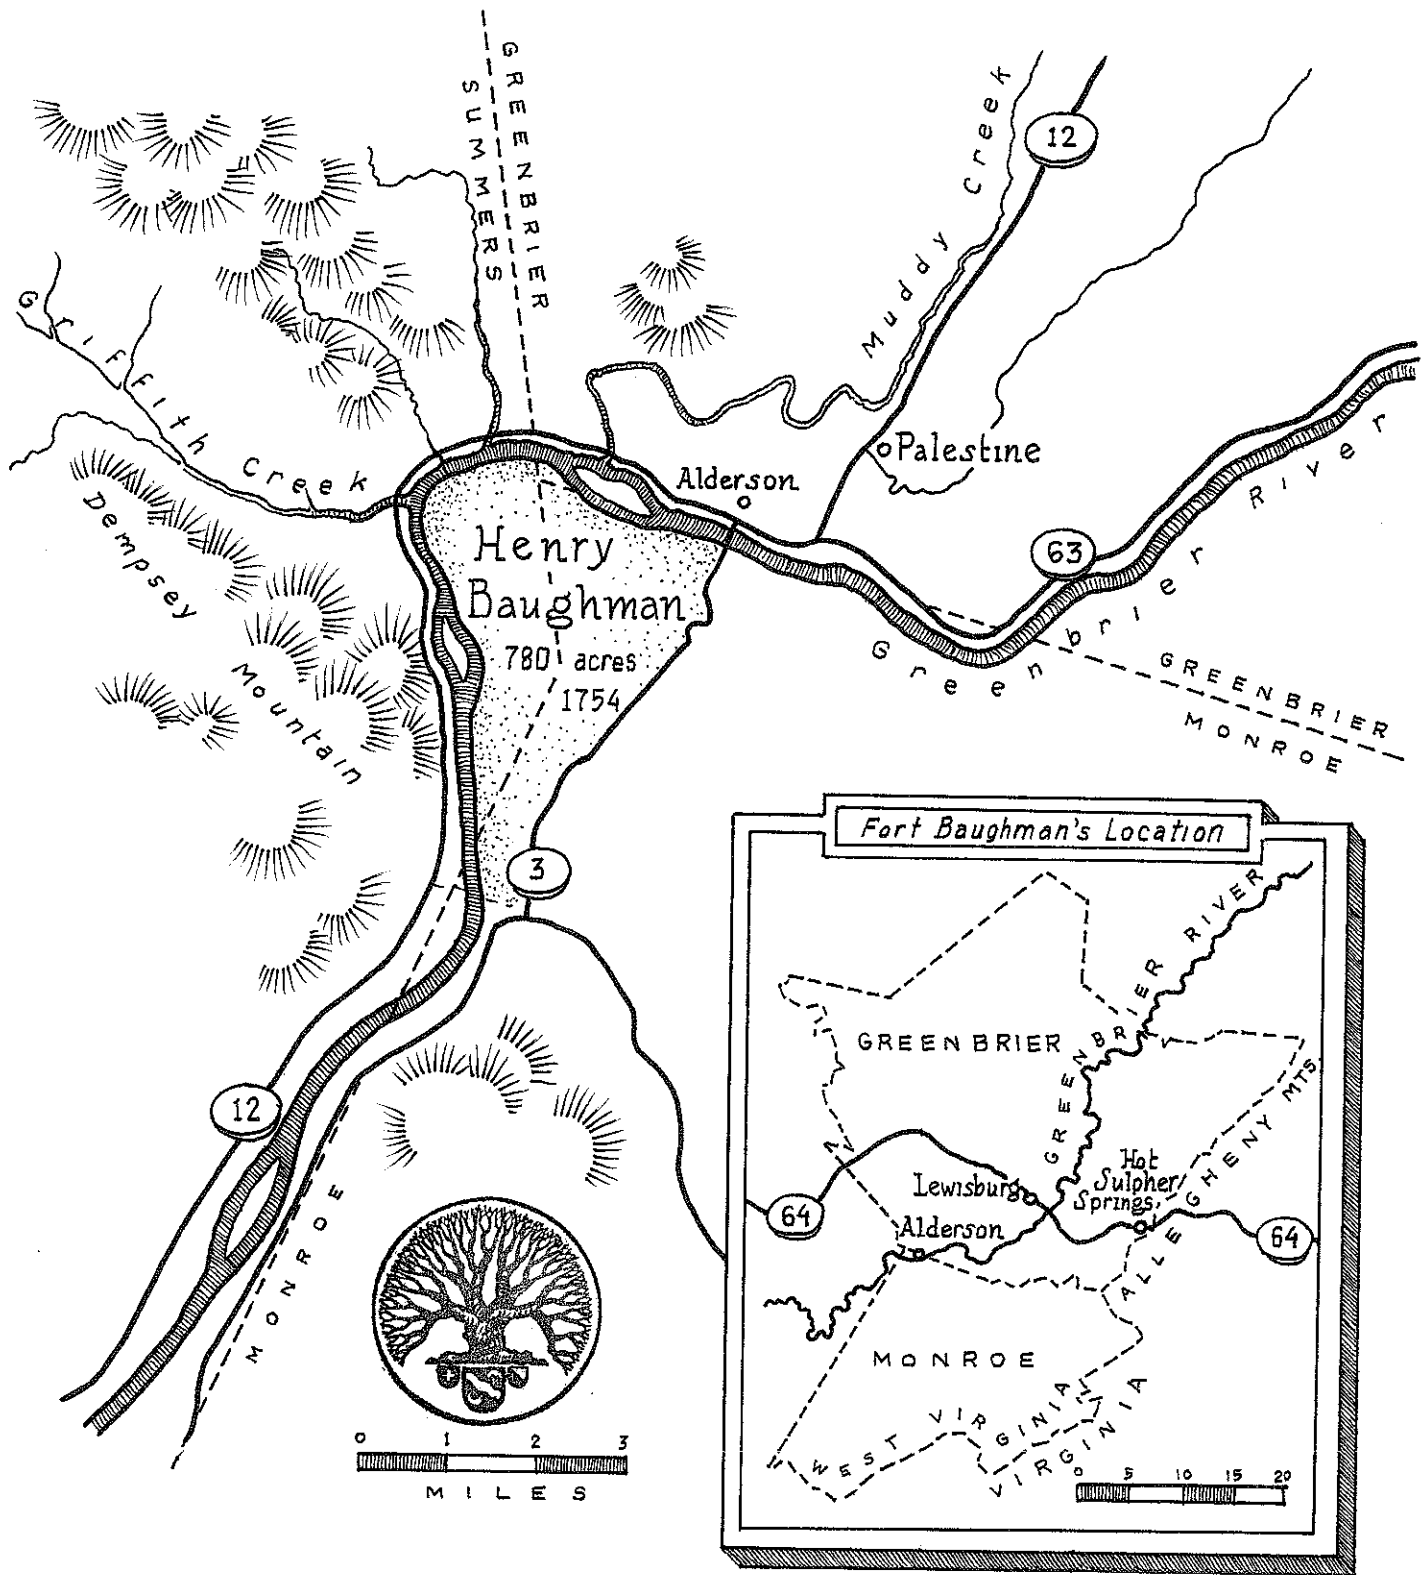 GREENBRIER
SUMMERS
Muddy Creek
12
Griffith Creek
Palestine
Alderson
Greenbrier River
63
Dempsey Mountain
Henry
Baughman
780 acres
1754
GREENBRIER
MONROE
3
12
MONROE
0 1 2 3
MILES
Fort Baughman's Location
GREENBRIER RIVER
GREENBRIER
ALLEGHENY MTS.
Hot
Sulpher
Springs
Lewisburg
64
Alderson
64
MONROE
WEST VIRGINIA
VIRGINIA
0 5 10 15 20